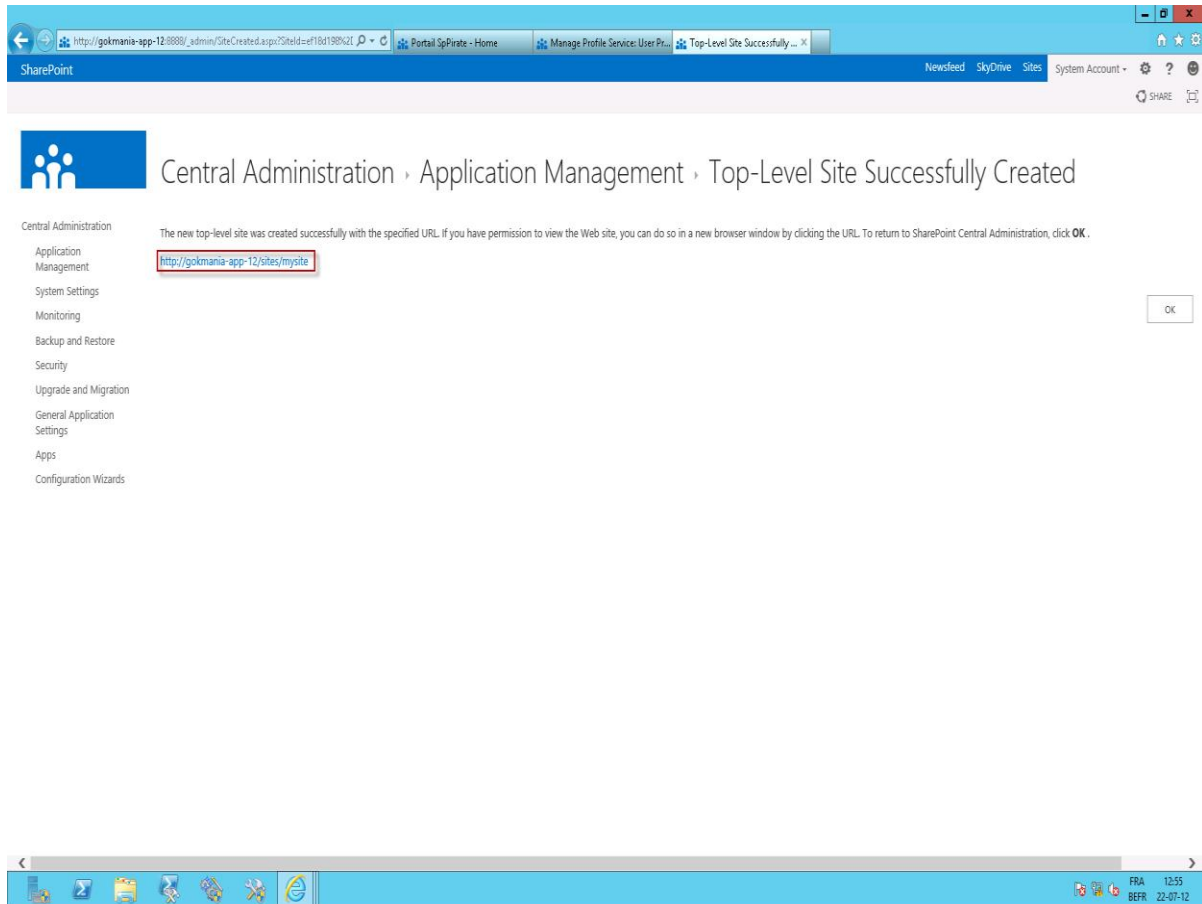 http://gokmania-app-12:8888/_admin/SiteCreated.aspx?SiteId=ef18d198%2D
Portail SpPirate - Home
Manage Profile Service: User Pr...
Top-Level Site Successfully ...
SharePoint
Newsfeed SkyDrive Sites System Account
SHARE
Central Administration › Application Management › Top-Level Site Successfully Created
Central Administration
Application
Management
System Settings
Monitoring
Backup and Restore
Security
Upgrade and Migration
General Application
Settings
Apps
Configuration Wizards
The new top-level site was created successfully with the specified URL. If you have permission to view the Web site, you can do so in a new browser window by clicking the URL. To return to SharePoint Central Administration, click OK .
http://gokmania-app-12/sites/mysite
OK
FRA 12:55
BEFR 22-07-12